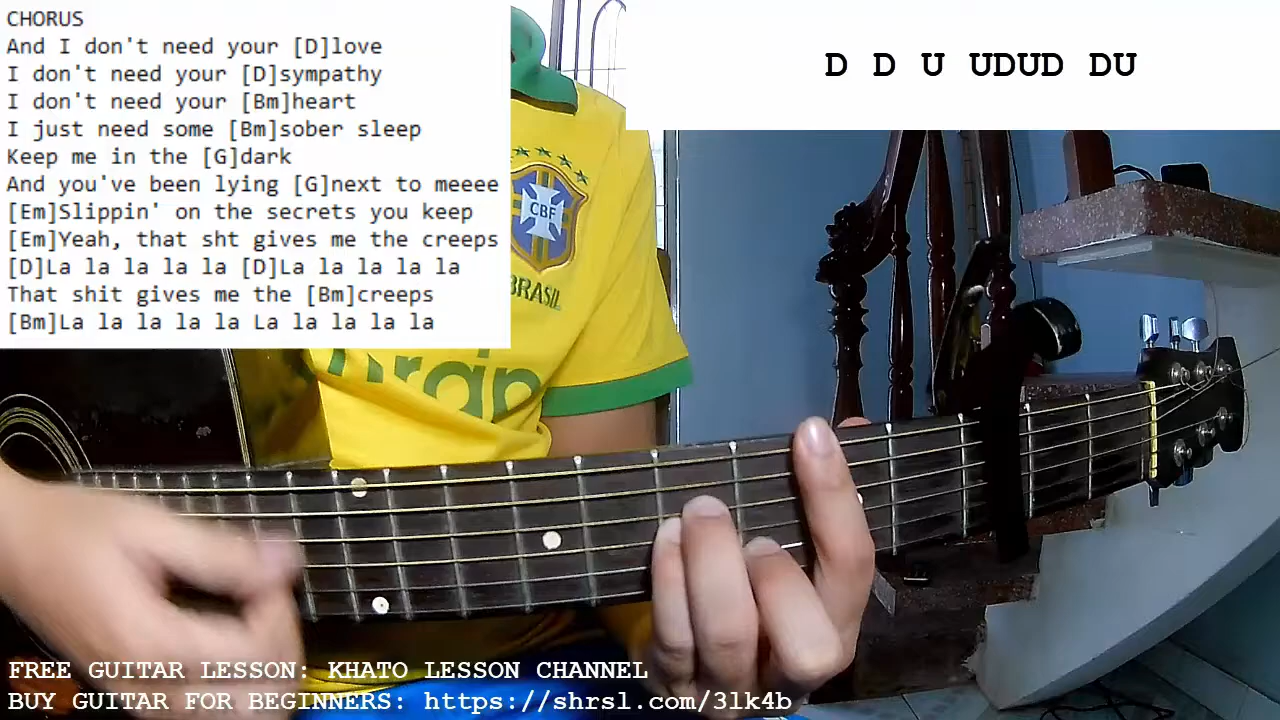 CHORUS
And I don't need your [D]love
I don't need your [D]sympathy
I don't need your [Bm]heart
I just need some [Bm]sober sleep
Keep me in the [G]dark
And you've been lying [G]next to meeee
[Em]Slippin' on the secrets you keep
[Em]Yeah, that sht gives me the creeps
[D]La la la la la [D]La la la la la
That shit gives me the [Bm]creeps
[Bm]La la la la la La la la la la
D D U UDUD DU
CBF
BRASIL
FREE GUITAR LESSON: KHATO LESSON CHANNEL
BUY GUITAR FOR BEGINNERS: https://shrsl.com/3lk4b